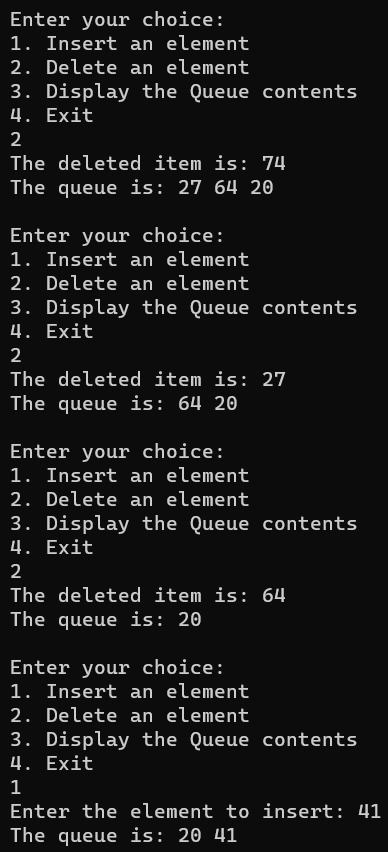 Enter your choice:
1. Insert an element
2. Delete an element
3. Display the Queue contents
4. Exit
2
The deleted item is: 74
The queue is: 27 64 20
Enter your choice:
1. Insert an element
2. Delete an element
3. Display the Queue contents
4. Exit
2
The deleted item is: 27
The queue is: 64 20
Enter your choice:
1. Insert an element
2. Delete an element
3. Display the Queue contents
4. Exit
2
The deleted item is: 64
The queue is: 20
Enter your choice:
1. Insert an element
2. Delete an element
3. Display the Queue contents
4. Exit
1
Enter the element to insert: 41
The queue is: 20 41